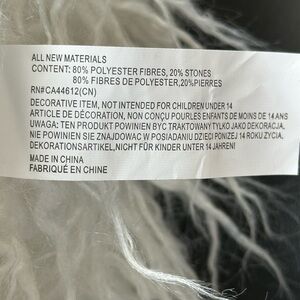 ALL NEW MATERIALS
CONTENT: 80% POLYESTER FIBRES, 20% STONES
80% FIBRES DE POLYESTER,20%PIERRES
RN#CA44612(CN)
DECORATIVE ITEM, NOT INTENDED FOR CHILDREN UNDER 14
ARTICLE DE DÉCORATION, NON CONÇU POURLES ENFANTS DE MOINS DE 14 ANS
UWAGA: TEN PRODUKT POWINIEN BYC TRAKTOWANYTYLKO JAKO DEKORACJA,
NIE POWINIEN SIE ZNAJDOWAC W POSIADANIU DZIECI PONIZEJ 14 ROKU ZYCIA,
DEKORATIONSARTIKEL,NICHT FÜR KINDER UNTER 14 JAHREN!
MADE IN CHINA
FABRIQUÉ EN CHINE